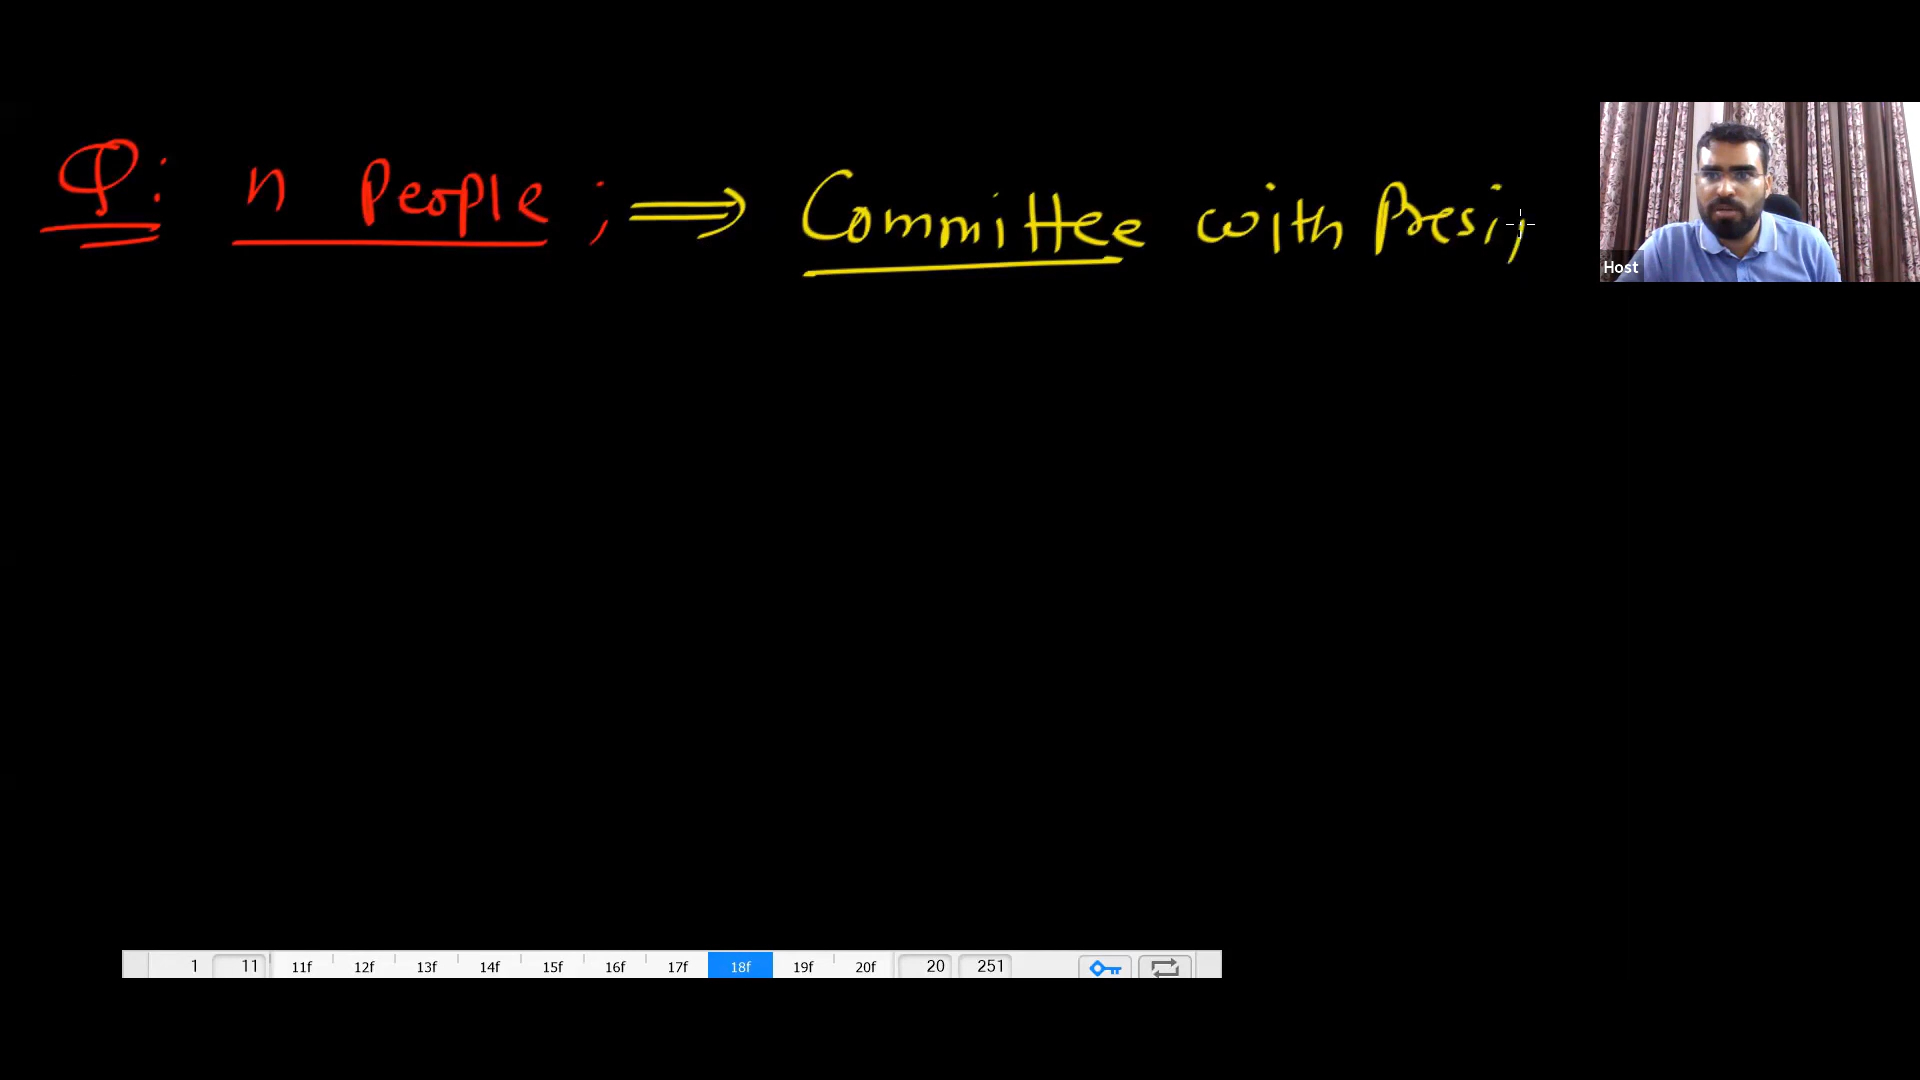 Q: n People ; ⇒ Committee with Presi,
Host
1 11 11f 12f 13f 14f 15f 16f 17f 18f 19f 20f 20 251